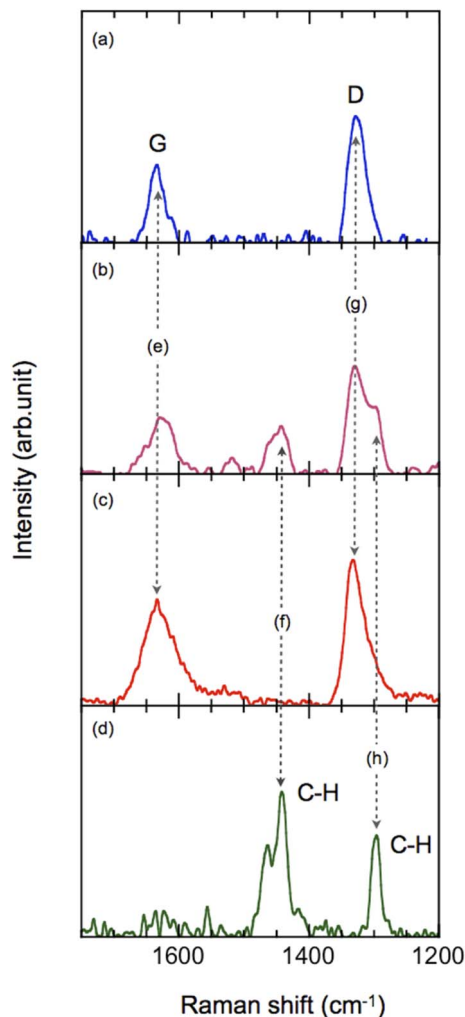 (a)
G
D
(b)
(e)
(g)
(c)
(f)
(d)
(h)
C-H
C-H
1600
1400
1200
Intensity (arb.unit)
Raman shift (cm⁻¹)